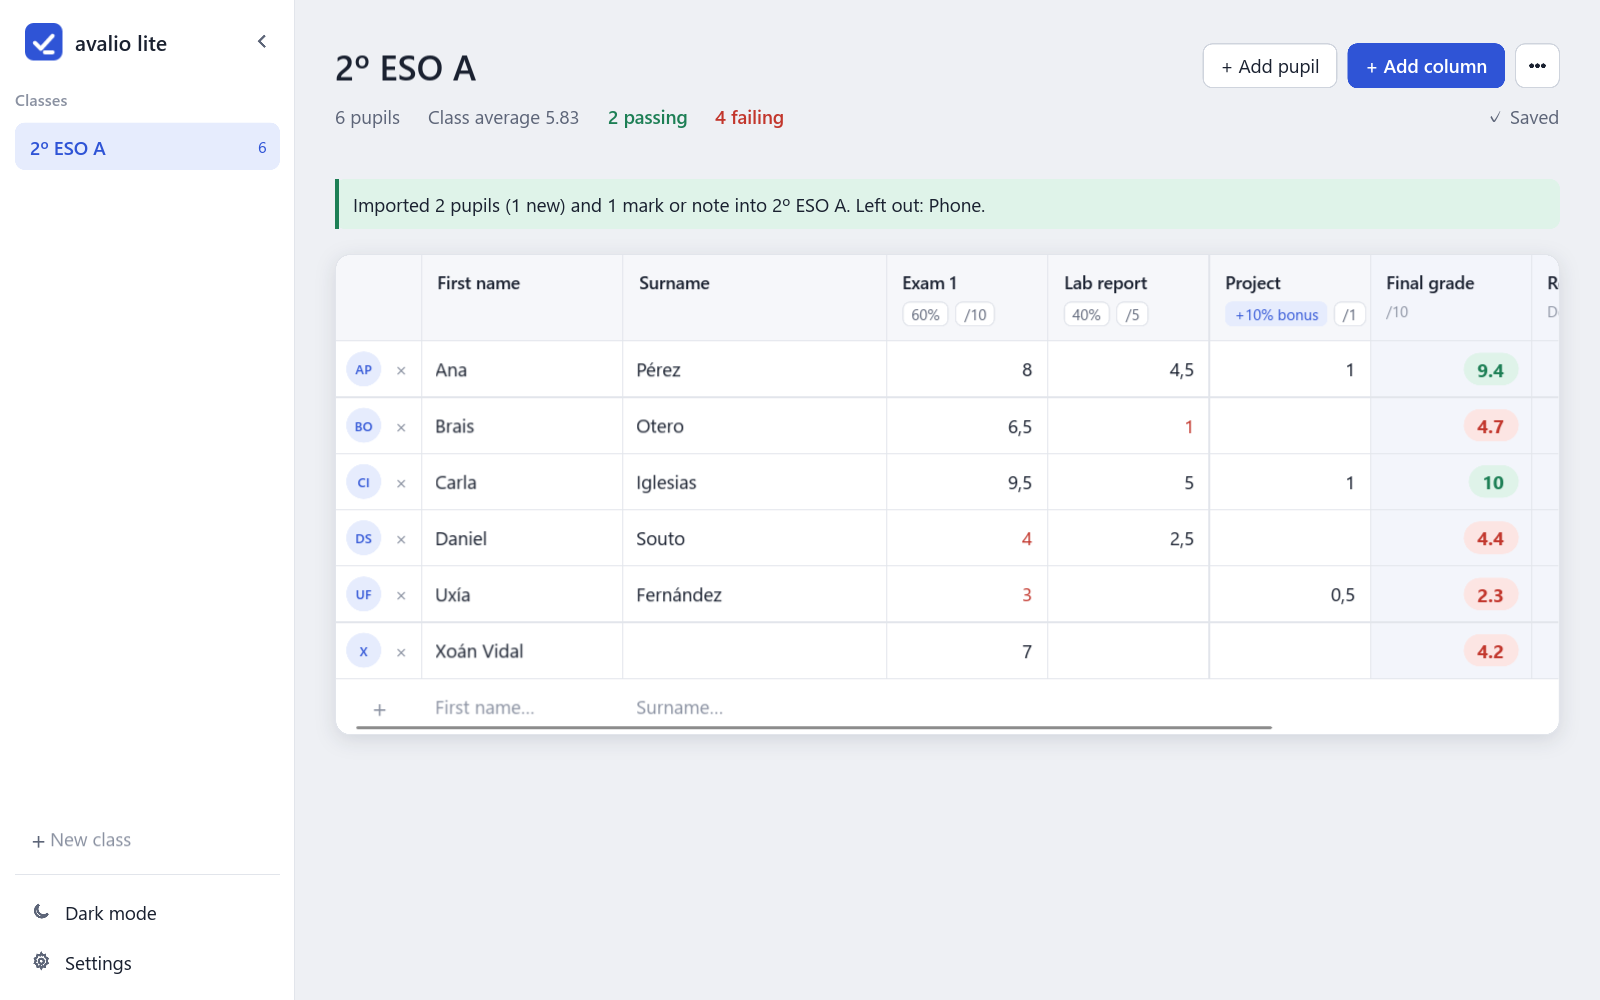 avalio lite
Classes
2º ESO A 6
+ New class
Dark mode
Settings
2º ESO A
+ Add pupil
+ Add column
•••
6 pupils Class average 5.83 2 passing 4 failing
✓ Saved
Imported 2 pupils (1 new) and 1 mark or note into 2º ESO A. Left out: Phone.
First name Surname Exam 1 Lab report Project Final grade
60% /10 40% /5 +10% bonus /1 /10
AP × Ana Pérez 8 4,5 1 9.4
BO × Brais Otero 6,5 1 4.7
CI × Carla Iglesias 9,5 5 1 10
DS × Daniel Souto 4 2,5 4.4
UF × Uxía Fernández 3 0,5 2.3
X × Xoán Vidal 7 4.2
+ First name... Surname...